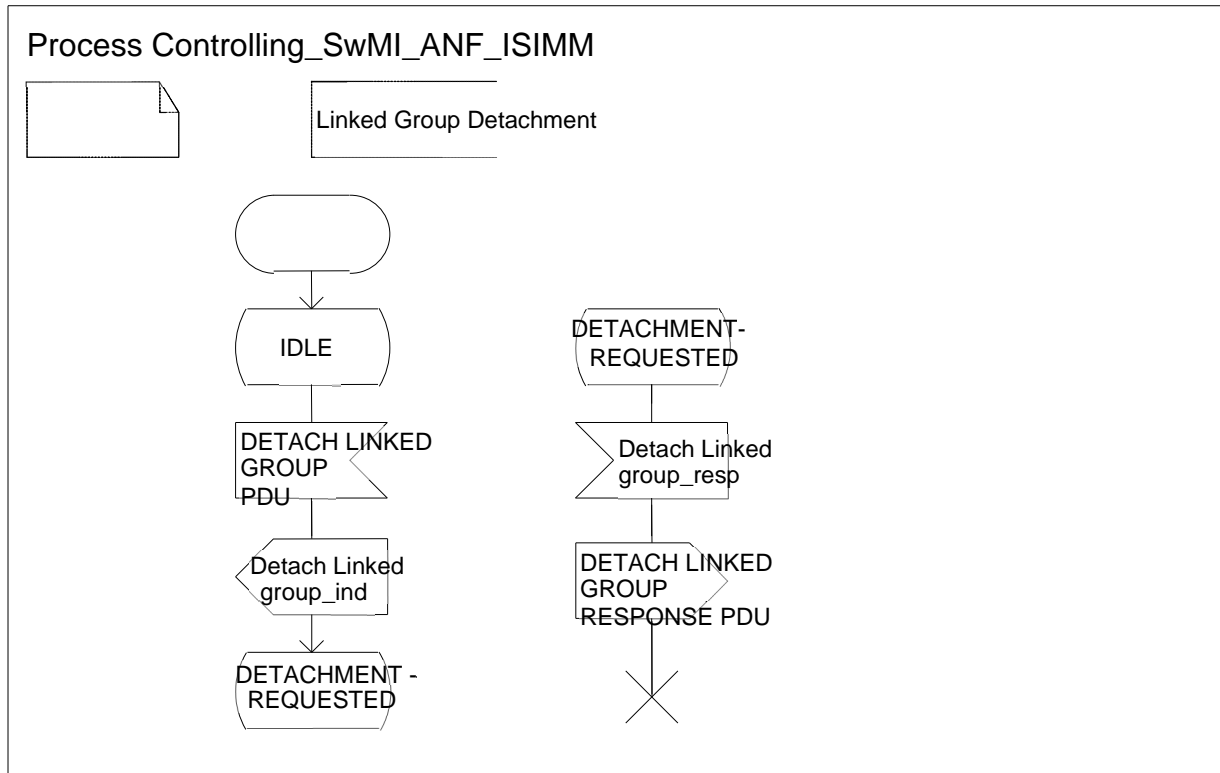 Process Controlling_SwMI_ANF_ISIMM
Linked Group Detachment
IDLE
DETACH LINKED
GROUP
PDU
Detach Linked
group_ind
DETACHMENT -
REQUESTED
DETACHMENT-
REQUESTED
Detach Linked
group_resp
DETACH LINKED
GROUP
RESPONSE PDU